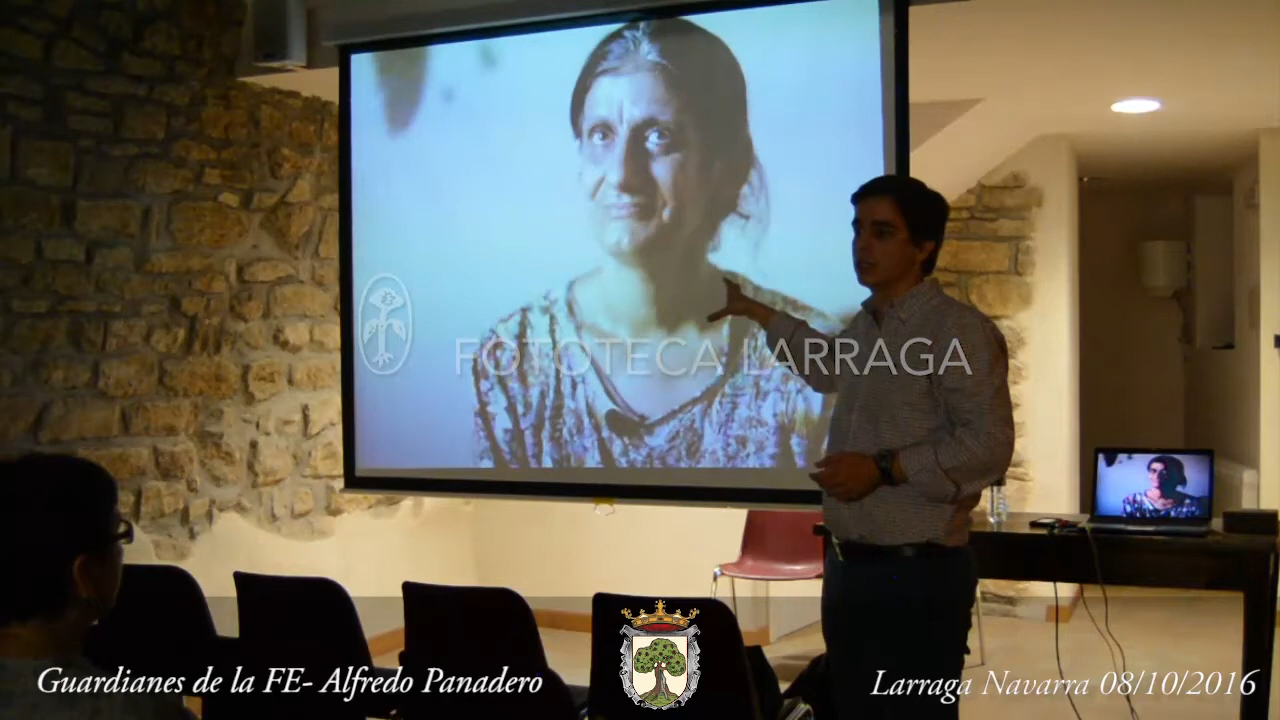 FOTOTECA LARRAGA
Guardianes de la FE- Alfredo Panadero
Larraga Navarra 08/10/2016